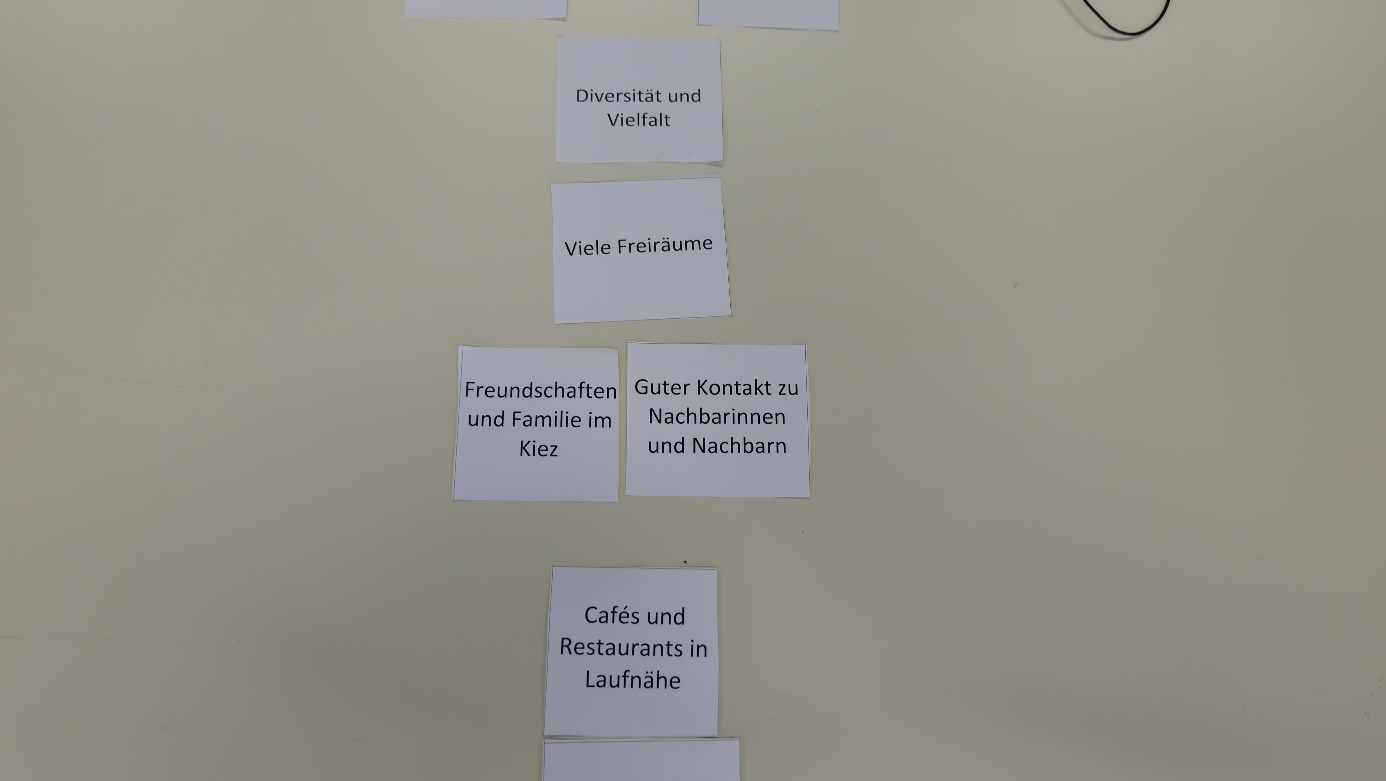 Diversität und
Vielfalt
Viele Freiräume
Freundschaften
und Familie im
Kiez
Guter Kontakt zu
Nachbarinnen
und Nachbarn
Cafés und
Restaurants in
Laufnähe